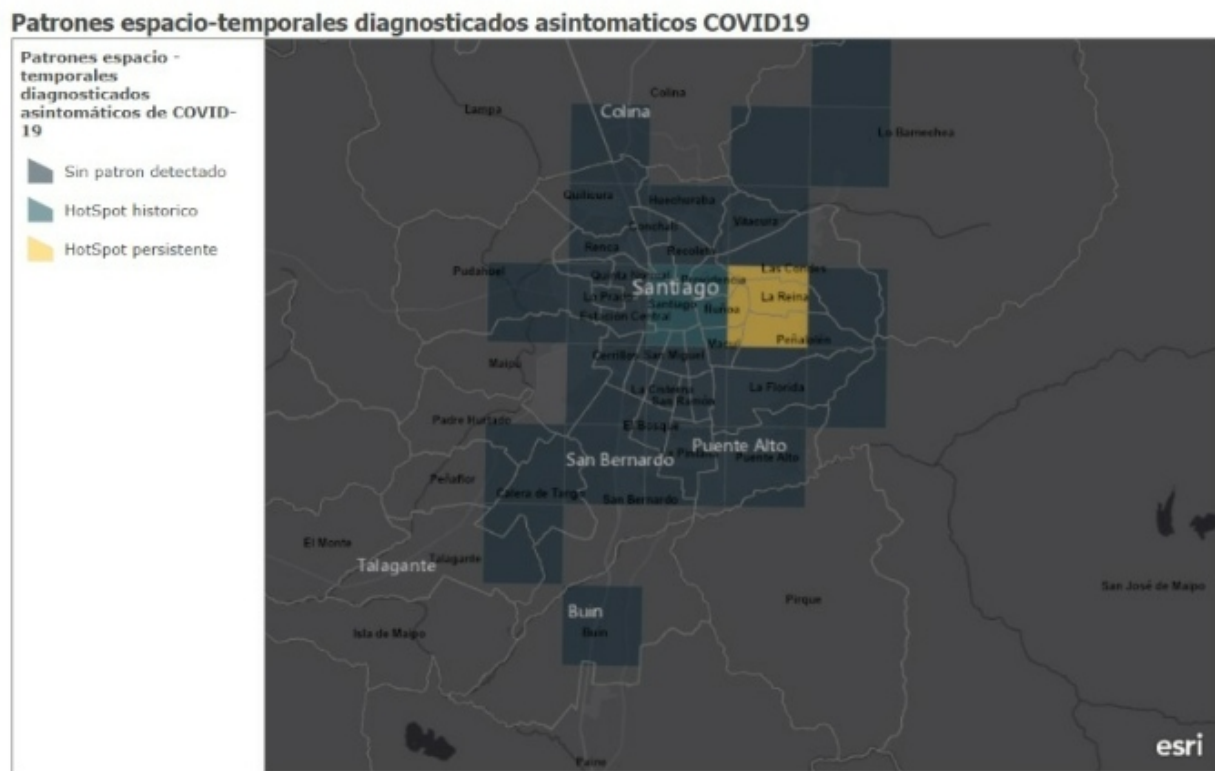 Patrones espacio-temporales diagnosticados asintomaticos COVID19
Patrones espacio -
temporales
diagnosticados
asintomáticos de COVID-
19
Sin patron detectado
HotSpot historico
HotSpot persistente
Colina
Colina
Lampa
Lo Barnechea
Quilicura
Huechuraba
Vitacura
Conchali
Renca
Recoleta
Pudahuel
Las Condes
Quinta Normal
Providencia
Santiago
La Reina
Lo Prado
Santiago
Ñuñoa
Estacion Central
Macul
Peñalolén
Cerrillos
San Miguel
Maipú
La Cisterna
La Florida
San Ramón
Padre Hurtado
El Bosque
Puente Alto
San Bernardo
Puente Alto
Peñaflor
Calera de Tango
San Bernardo
El Monte
Talagante
Talagante
San José de Maipo
Pirque
Buin
Buin
Isla de Maipo
Paine
esri